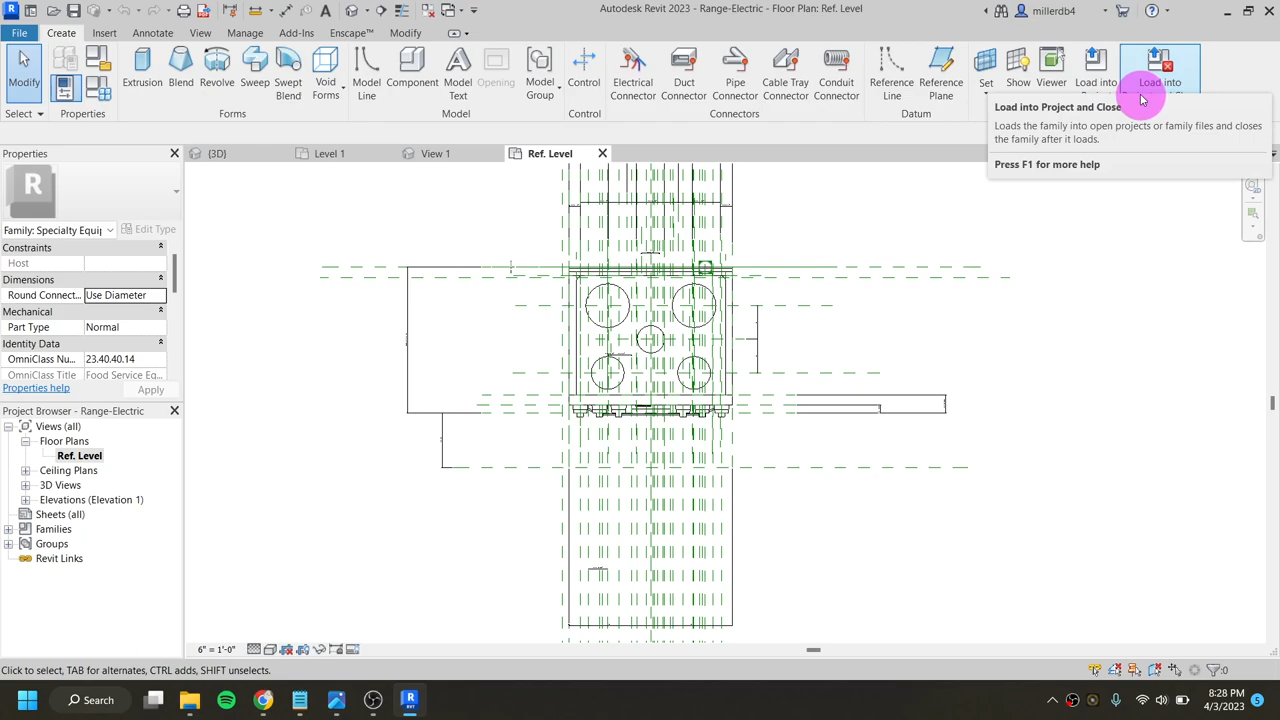 Autodesk Revit 2023 - Range-Electric - Floor Plan: Ref. Level
millerdb4
File Create Insert Annotate View Manage Add-Ins Enscape™ Modify
Modify
Extrusion Blend Revolve Sweep Swept Blend Void Forms
Model Line Component Model Text Opening Model Group
Control
Electrical Connector Duct Connector Pipe Connector Cable Tray Connector Conduit Connector
Reference Line Reference Plane
Set Show Viewer Load into Load into
Select Properties Forms Model Control Connectors Datum
Load into Project and Close
Loads the family into open projects or family files and closes
the family after it loads.
Press F1 for more help
Properties
{3D} Level 1 View 1 Ref. Level
Family: Specialty Equip Edit Type
Constraints
Host
Dimensions
Round Connect... Use Diameter
Mechanical
Part Type Normal
Identity Data
OmniClass Nu... 23.40.40.14
OmniClass Title Food Service Eq...
Properties help Apply
Project Browser - Range-Electric
Views (all)
Floor Plans
Ref. Level
Ceiling Plans
3D Views
Elevations (Elevation 1)
Sheets (all)
Families
Groups
Revit Links
6" = 1'-0"
Click to select, TAB for alternates, CTRL adds, SHIFT unselects.
:0
Search
8:28 PM
4/3/2023
5